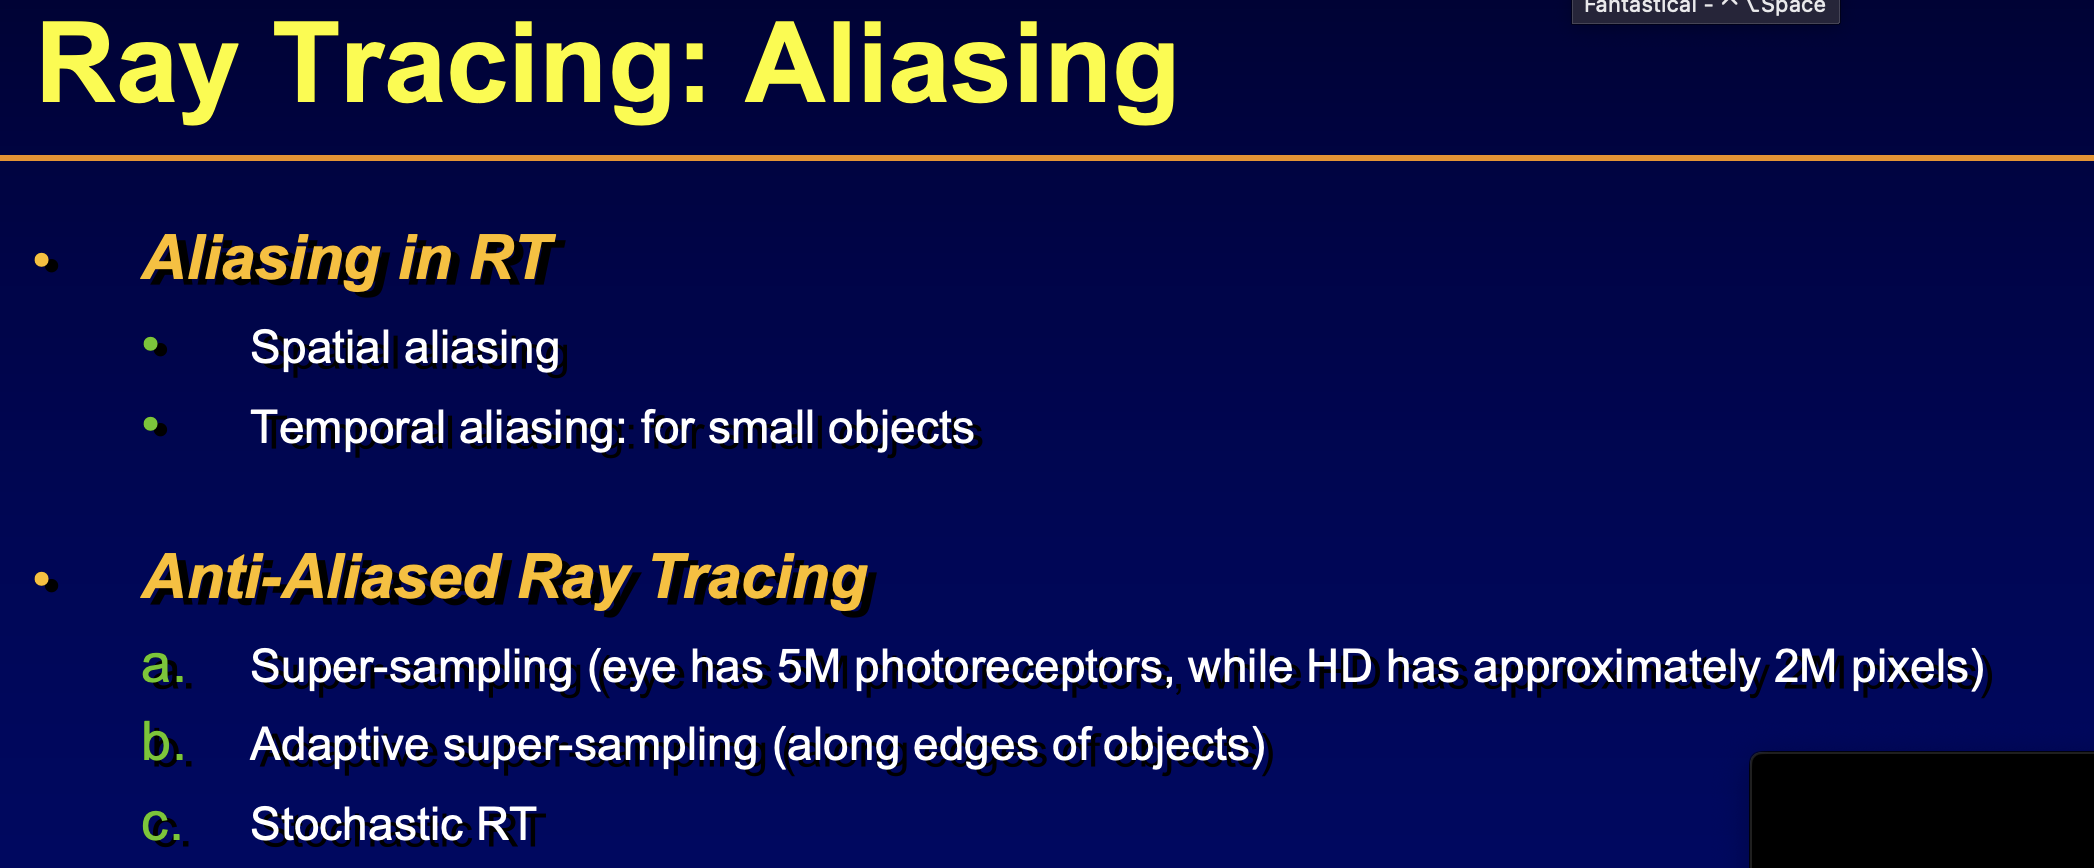 Fantastical - ^ ⌥Space
Ray Tracing: Aliasing
• Aliasing in RT
• Spatial aliasing
• Temporal aliasing: for small objects
• Anti-Aliased Ray Tracing
a. Super-sampling (eye has 5M photoreceptors, while HD has approximately 2M pixels)
b. Adaptive super-sampling (along edges of objects)
c. Stochastic RT